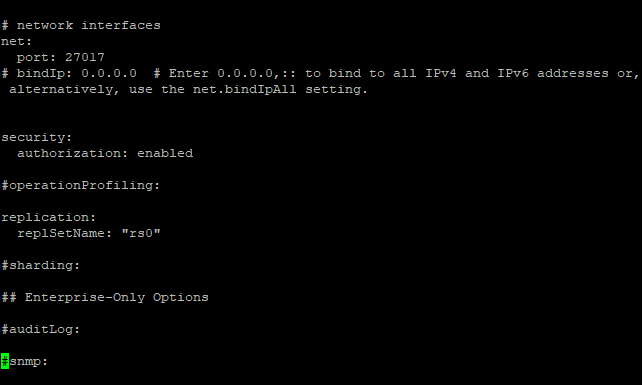 # network interfaces
net:
  port: 27017
# bindIp: 0.0.0.0  # Enter 0.0.0.0,:: to bind to all IPv4 and IPv6 addresses or,
 alternatively, use the net.bindIpAll setting.
security:
  authorization: enabled
#operationProfiling:
replication:
  replSetName: "rs0"
#sharding:
## Enterprise-Only Options
#auditLog:
#snmp: